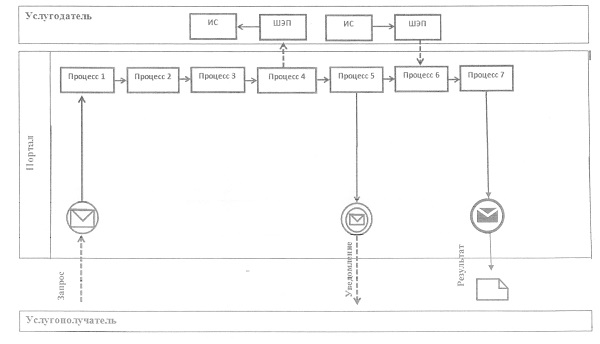 Услугодатель
ИС
ШЭП
ИС
ШЭП
Портал
Процесс 1
Процесс 2
Процесс 3
Процесс 4
Процесс 5
Процесс 6
Процесс 7
Запрос
Уведомление
Результат
Услугополучатель